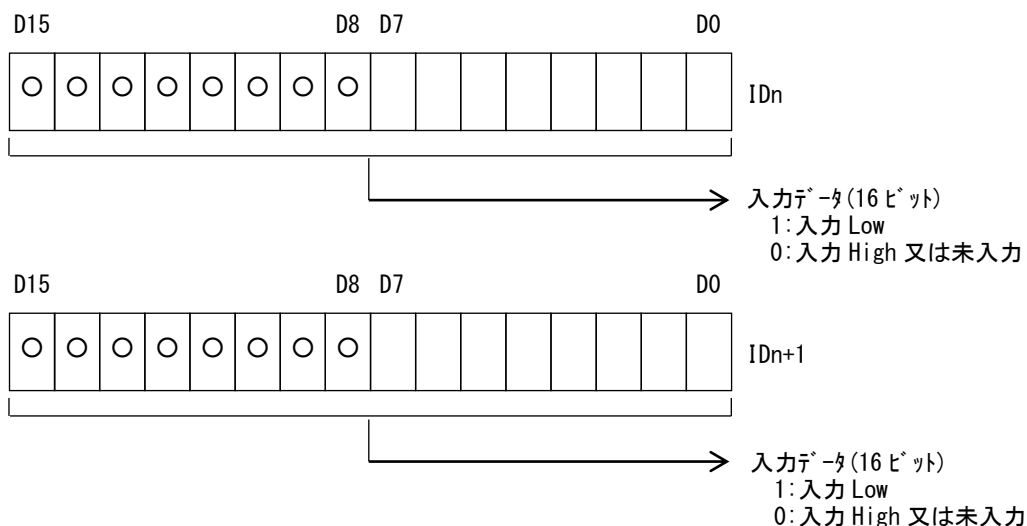 D15 D8 D7 D0
○ ○ ○ ○ ○ ○ ○ ○
IDn
入力ﾃﾞｰﾀ(16ﾋﾞｯﾄ)
1:入力Low
0:入力High又は未入力
D15 D8 D7 D0
○ ○ ○ ○ ○ ○ ○ ○
IDn+1
入力ﾃﾞｰﾀ(16ﾋﾞｯﾄ)
1:入力Low
0:入力High又は未入力